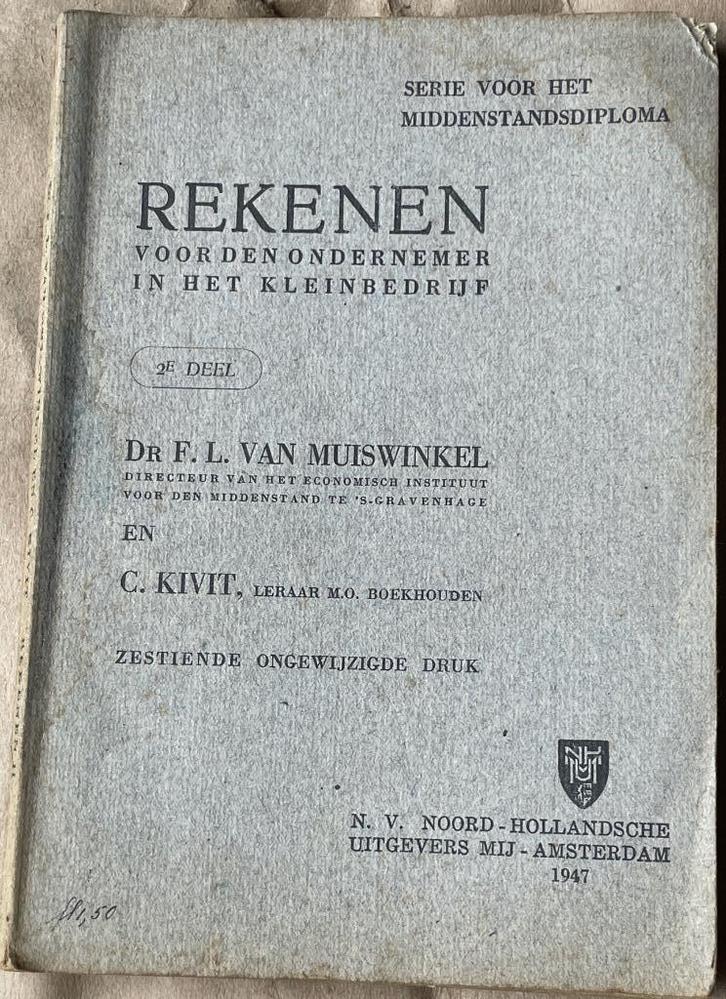 SERIE VOOR HET
MIDDENSTANDSDIPLOMA
REKENEN
VOOR DEN ONDERNEMER
IN HET KLEINBEDRIJF
2E DEEL
DR F. L. VAN MUISWINKEL
DIRECTEUR VAN HET ECONOMISCH INSTITUUT
VOOR DEN MIDDENSTAND TE 'S-GRAVENHAGE
EN
C. KIVIT, LERAAR M.O. BOEKHOUDEN
ZESTIENDE ONGEWIJZIGDE DRUK
N. V. NOORD-HOLLANDSCHE
UITGEVERS MIJ - AMSTERDAM
1947
1,50